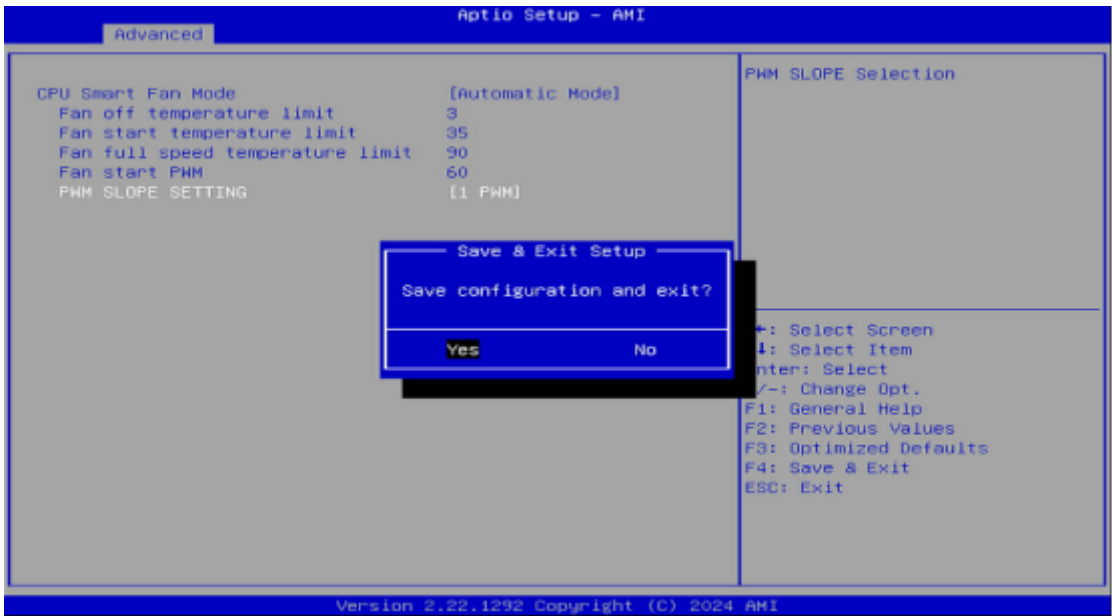 Aptio Setup - AMI
Advanced
CPU Smart Fan Mode [Automatic Mode]
Fan off temperature limit 3
Fan start temperature limit 35
Fan full speed temperature limit 90
Fan start PWM 60
PWM SLOPE SETTING [1 PWM]
PWM SLOPE Selection
Save & Exit Setup
Save configuration and exit?
Yes No
: Select Screen
: Select Item
nter: Select
/-: Change Opt.
F1: General Help
F2: Previous Values
F3: Optimized Defaults
F4: Save & Exit
ESC: Exit
Version 2.22.1292 Copyright (C) 2024 AMI